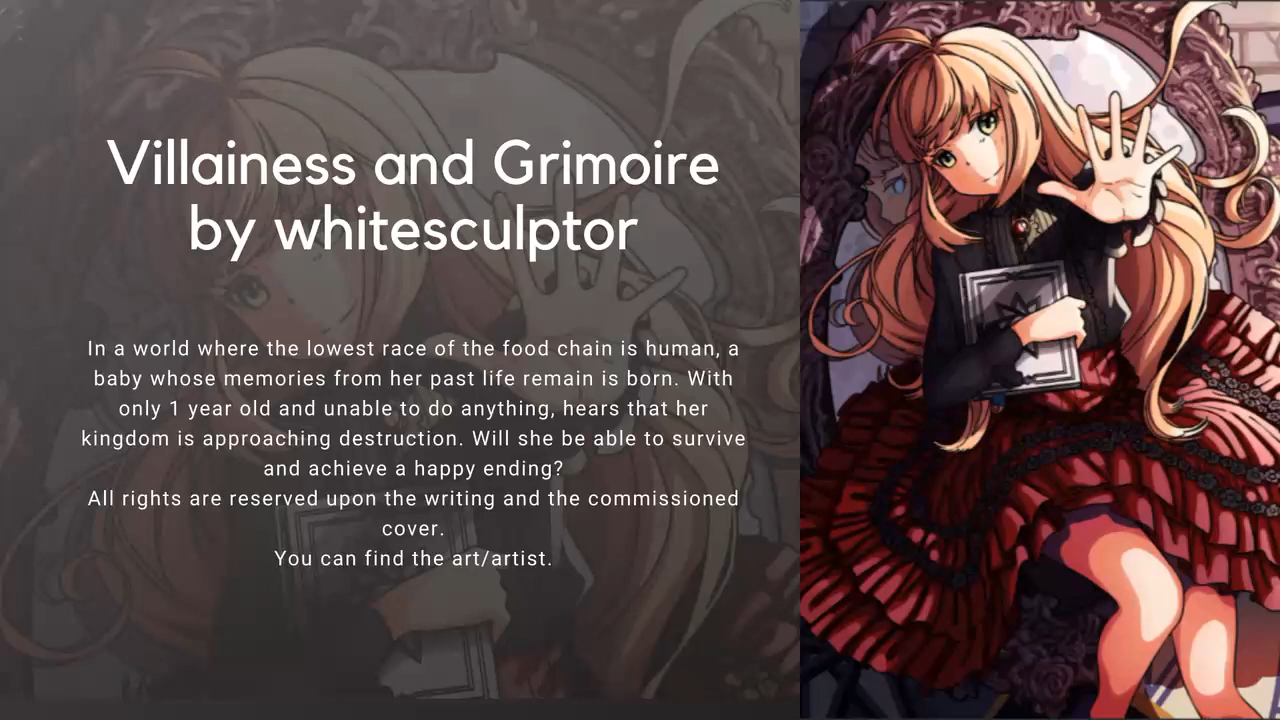 Villainess and Grimoire
by whitesculptor
In a world where the lowest race of the food chain is human, a
baby whose memories from her past life remain is born. With
only 1 year old and unable to do anything, hears that her
kingdom is approaching destruction. Will she be able to survive
and achieve a happy ending?
All rights are reserved upon the writing and the commissioned
cover.
You can find the art/artist.